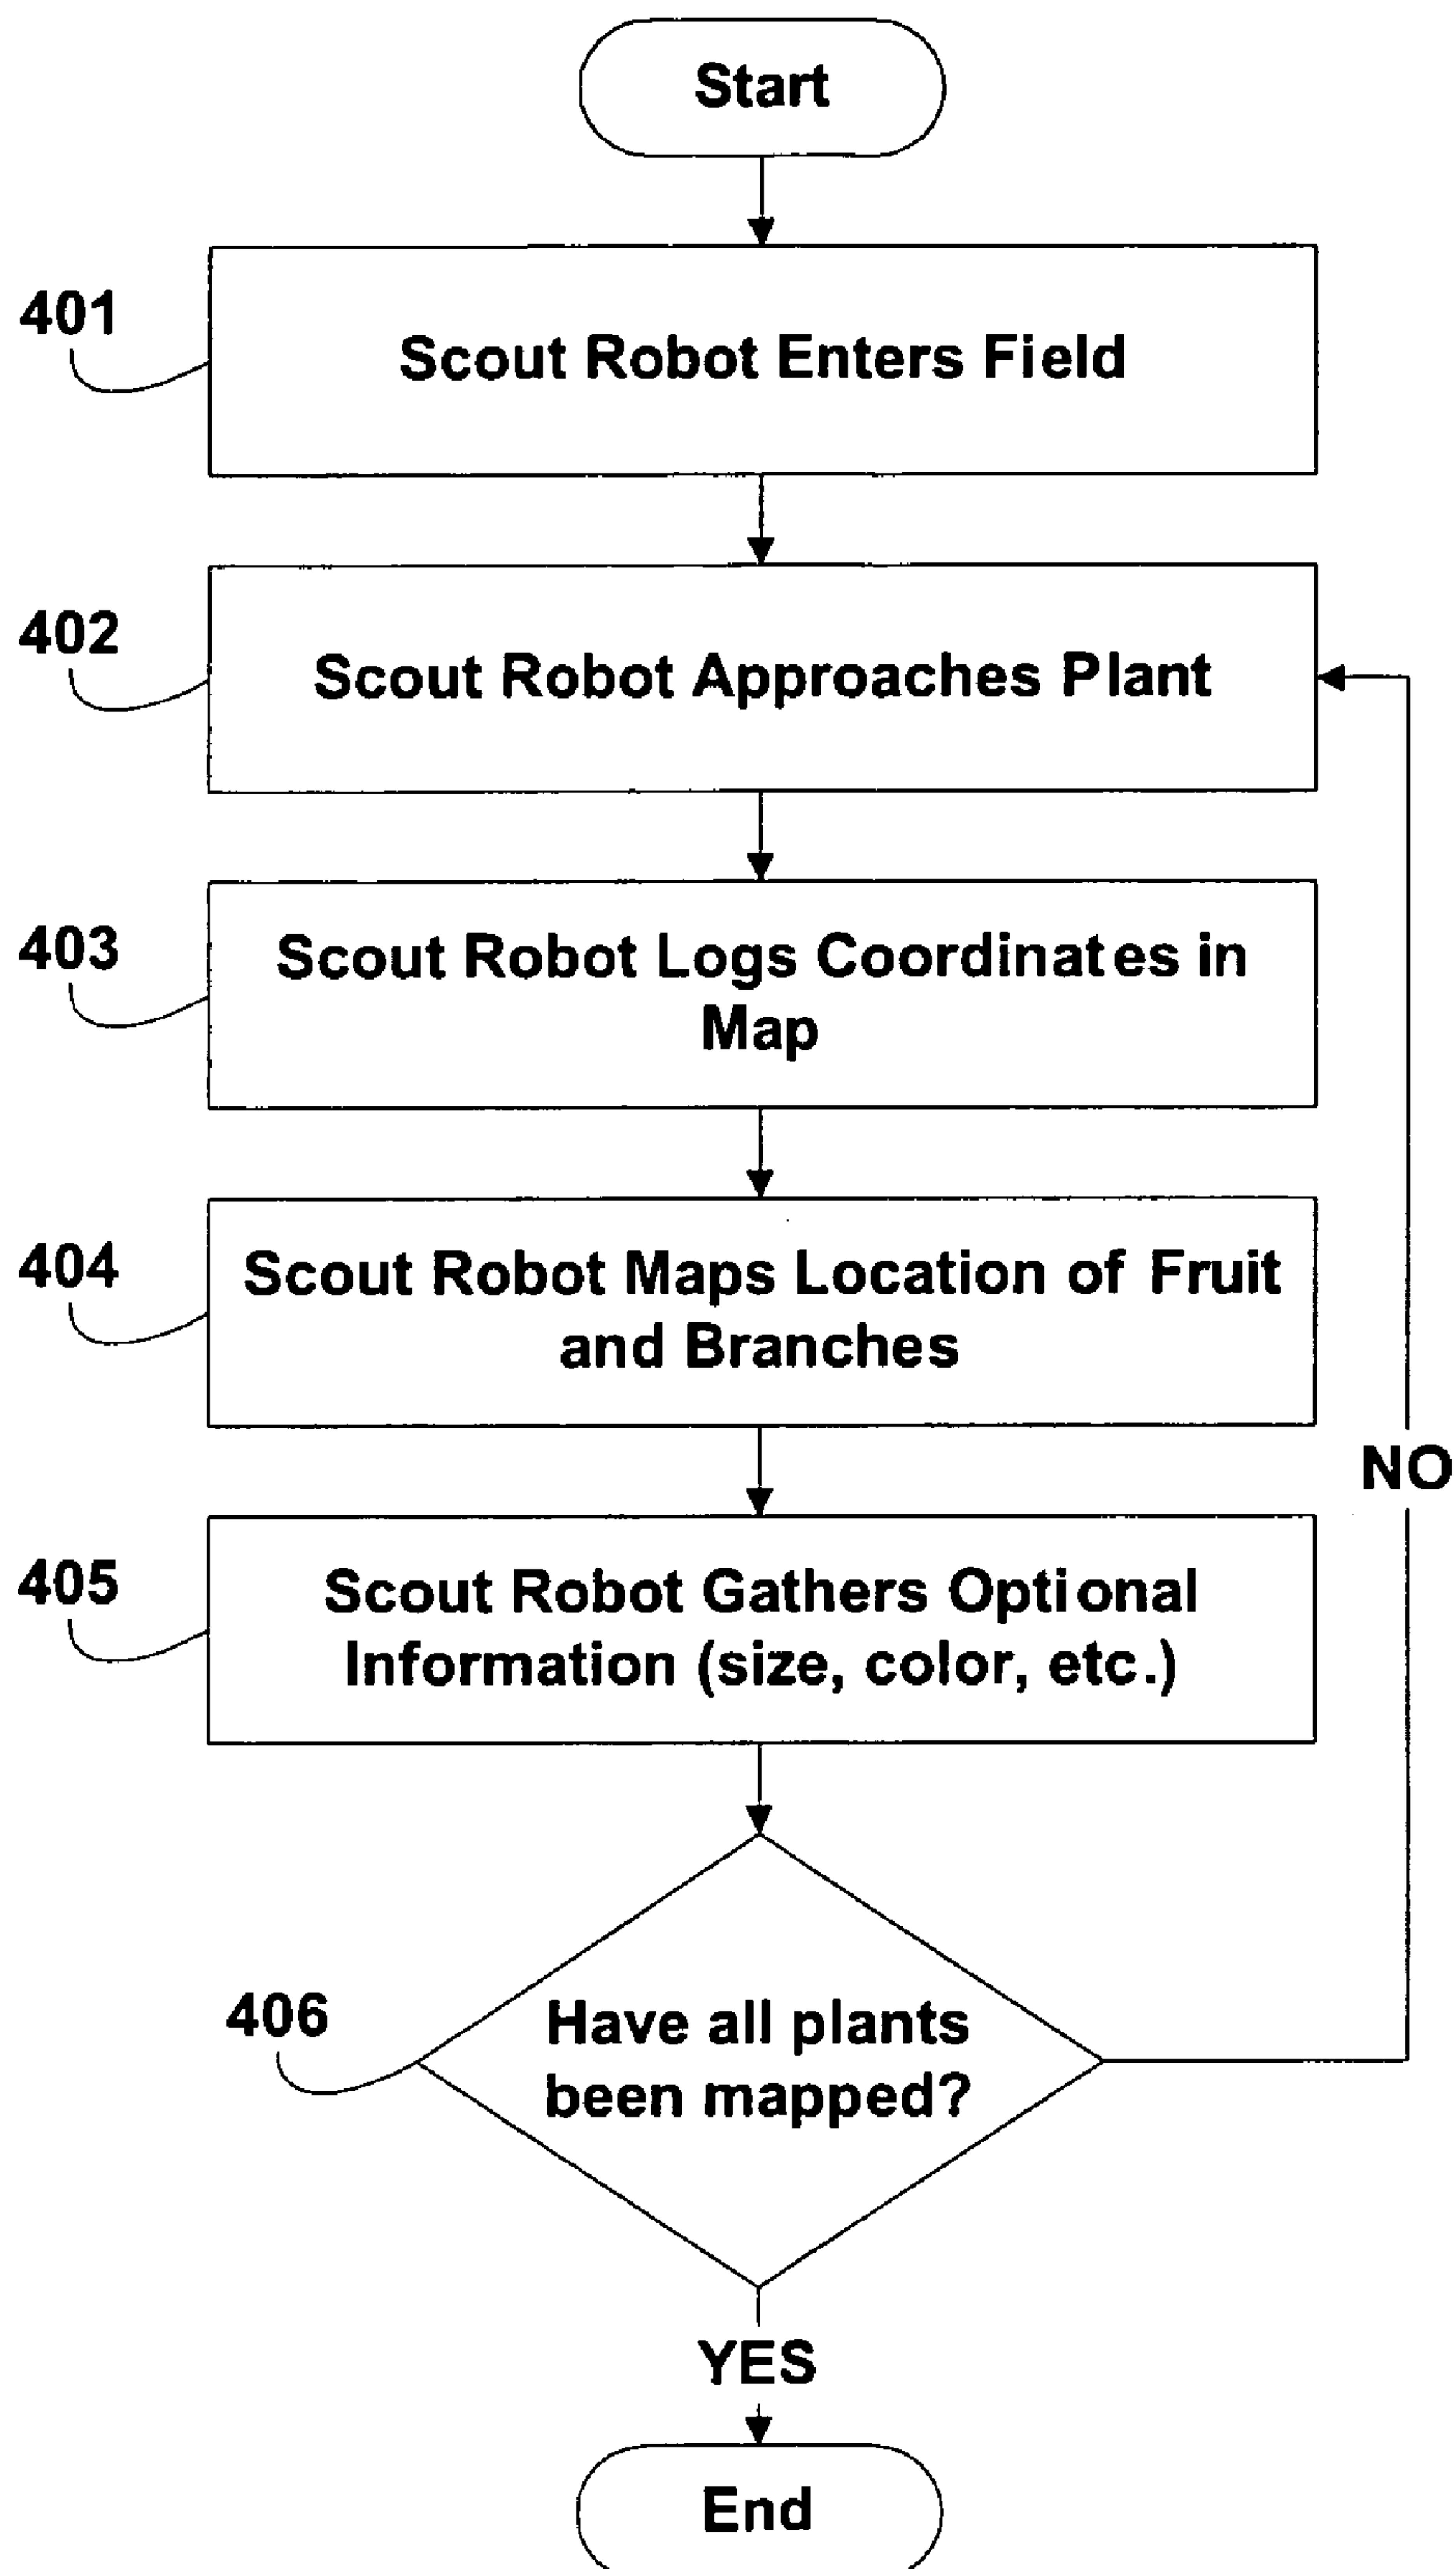 Start
401
Scout Robot Enters Field
402
Scout Robot Approaches Plant
403
Scout Robot Logs Coordinates in
Map
404
Scout Robot Maps Location of Fruit
and Branches
NO
405
Scout Robot Gathers Optional
Information (size, color, etc.)
406
Have all plants
been mapped?
YES
End